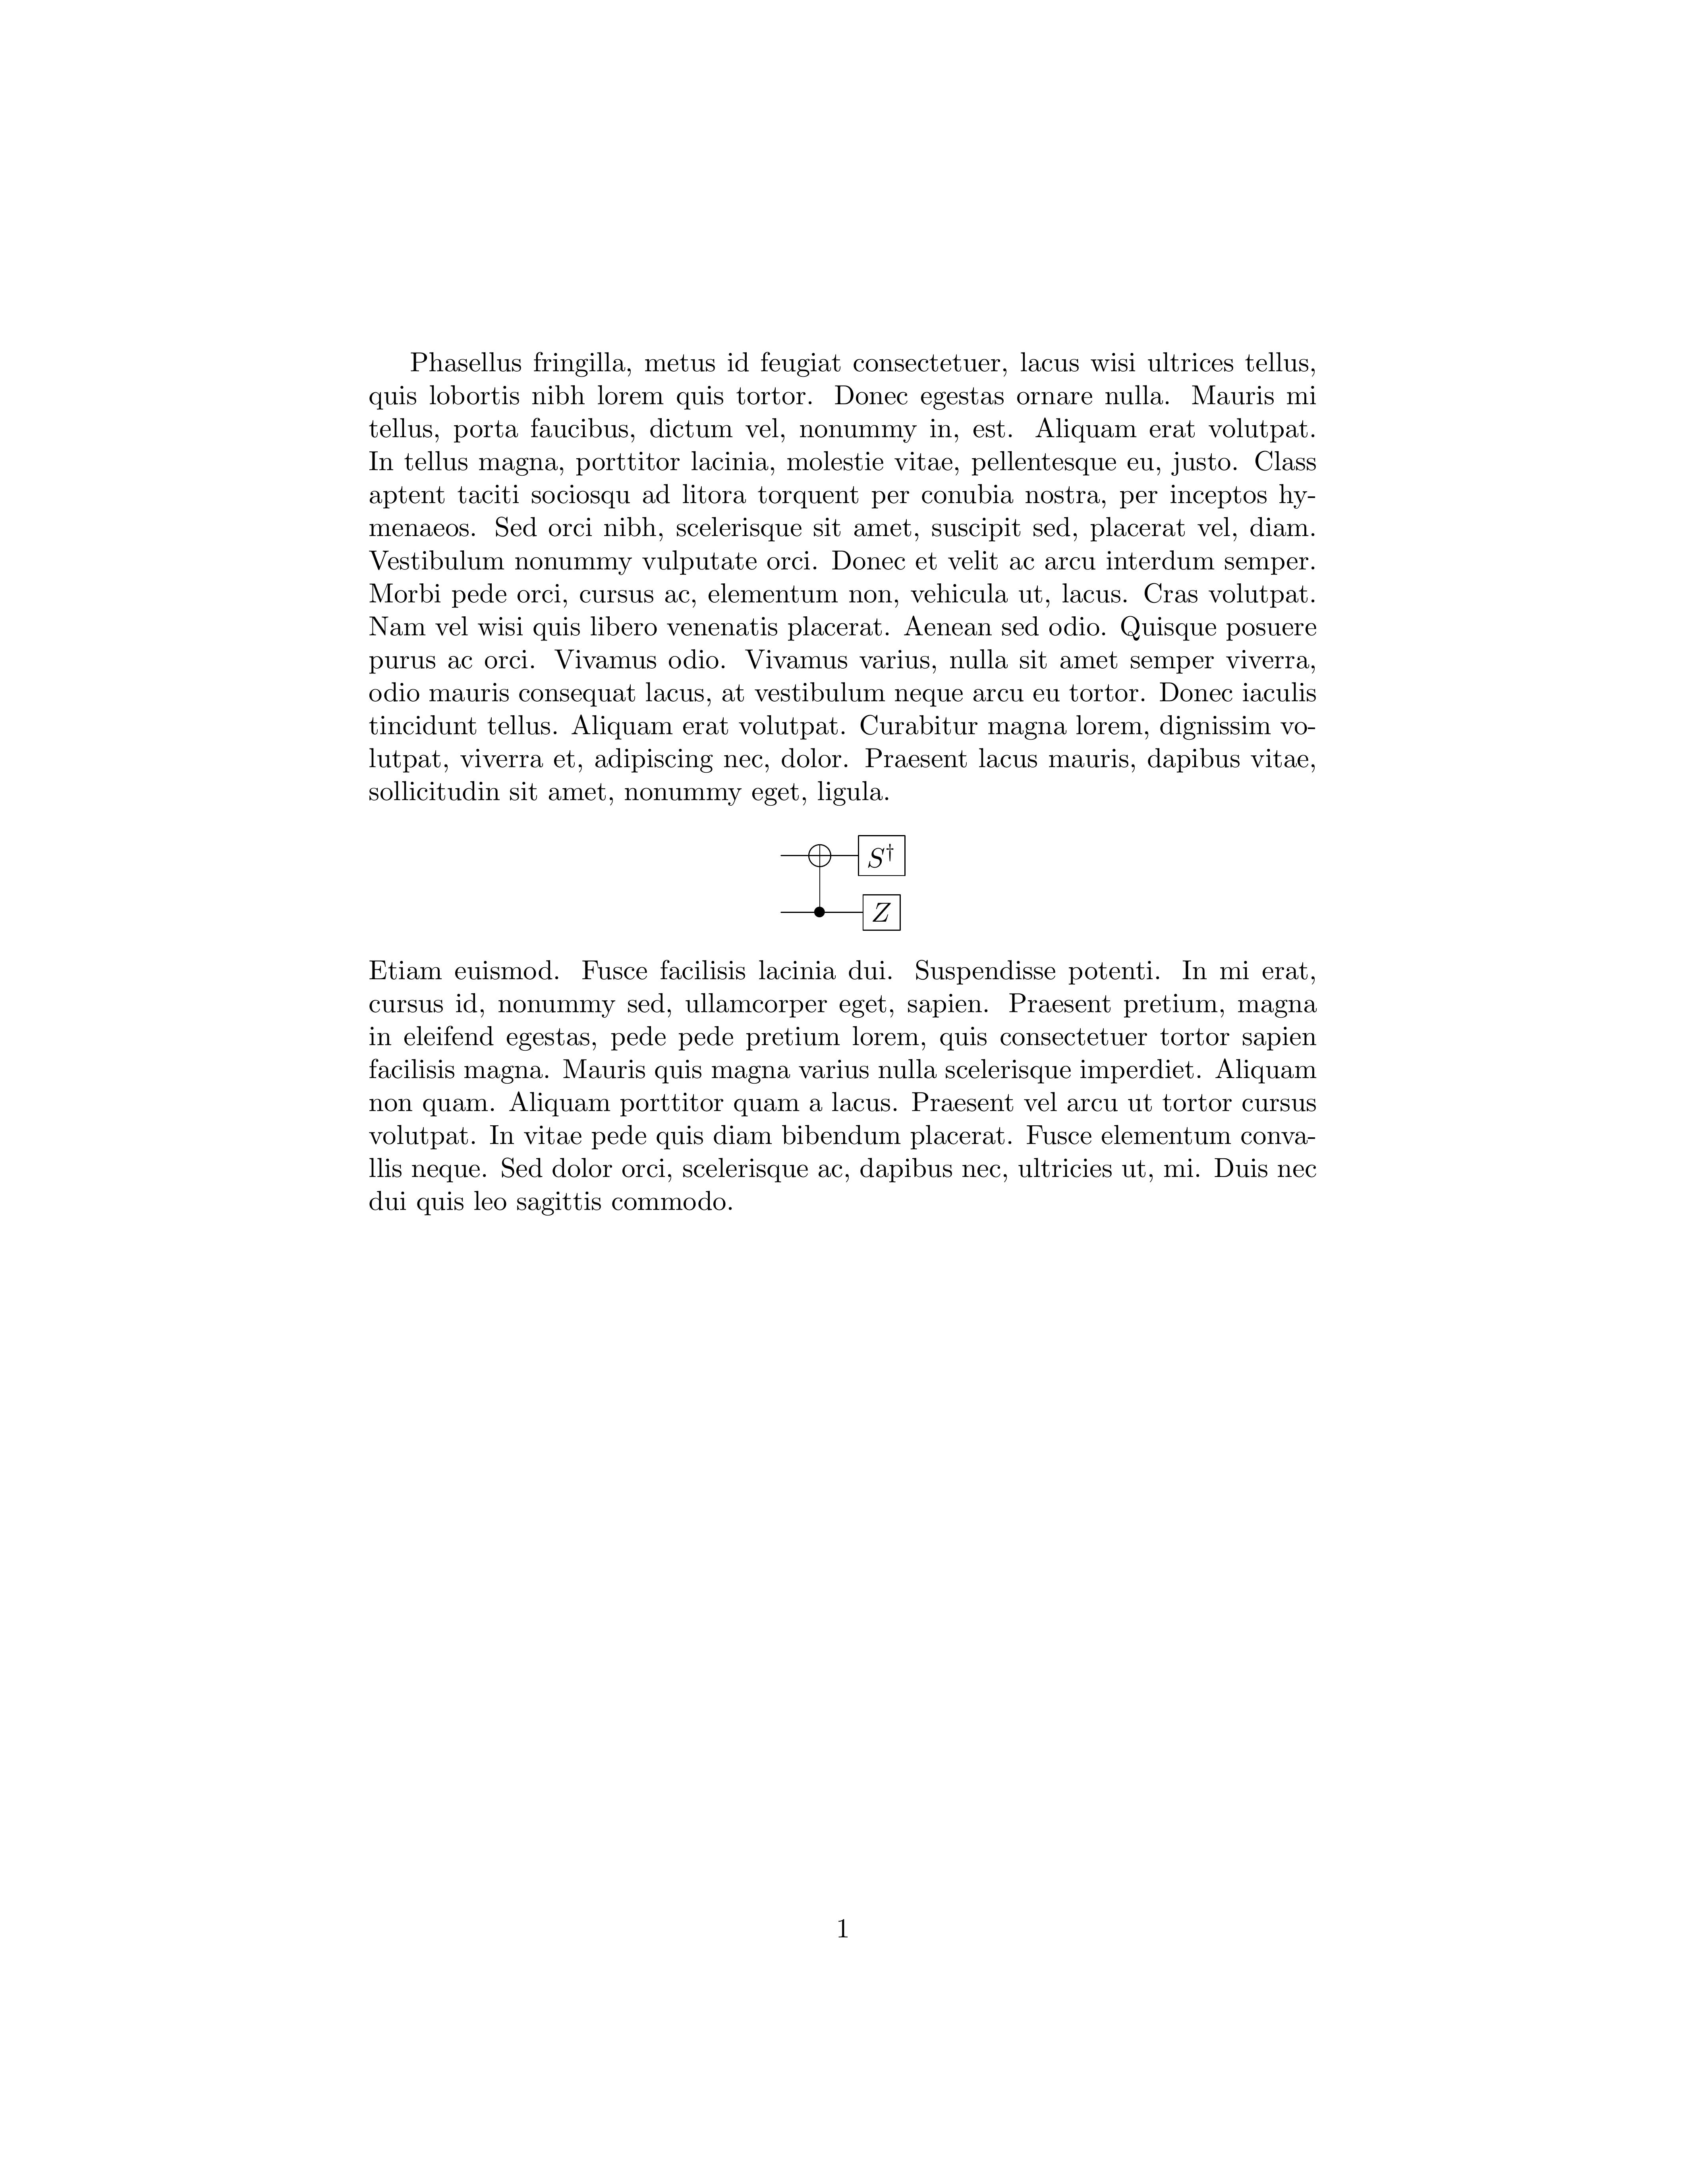 Phasellus fringilla, metus id feugiat consectetuer, lacus wisi ultrices tellus,
quis lobortis nibh lorem quis tortor. Donec egestas ornare nulla. Mauris mi
tellus, porta faucibus, dictum vel, nonummy in, est. Aliquam erat volutpat.
In tellus magna, porttitor lacinia, molestie vitae, pellentesque eu, justo. Class
aptent taciti sociosqu ad litora torquent per conubia nostra, per inceptos hy-
menaeos. Sed orci nibh, scelerisque sit amet, suscipit sed, placerat vel, diam.
Vestibulum nonummy vulputate orci. Donec et velit ac arcu interdum semper.
Morbi pede orci, cursus ac, elementum non, vehicula ut, lacus. Cras volutpat.
Nam vel wisi quis libero venenatis placerat. Aenean sed odio. Quisque posuere
purus ac orci. Vivamus odio. Vivamus varius, nulla sit amet semper viverra,
odio mauris consequat lacus, at vestibulum neque arcu eu tortor. Donec iaculis
tincidunt tellus. Aliquam erat volutpat. Curabitur magna lorem, dignissim vo-
lutpat, viverra et, adipiscing nec, dolor. Praesent lacus mauris, dapibus vitae,
sollicitudin sit amet, nonummy eget, ligula.
S†
Z
Etiam euismod. Fusce facilisis lacinia dui. Suspendisse potenti. In mi erat,
cursus id, nonummy sed, ullamcorper eget, sapien. Praesent pretium, magna
in eleifend egestas, pede pede pretium lorem, quis consectetuer tortor sapien
facilisis magna. Mauris quis magna varius nulla scelerisque imperdiet. Aliquam
non quam. Aliquam porttitor quam a lacus. Praesent vel arcu ut tortor cursus
volutpat. In vitae pede quis diam bibendum placerat. Fusce elementum conva-
llis neque. Sed dolor orci, scelerisque ac, dapibus nec, ultricies ut, mi. Duis nec
dui quis leo sagittis commodo.
1